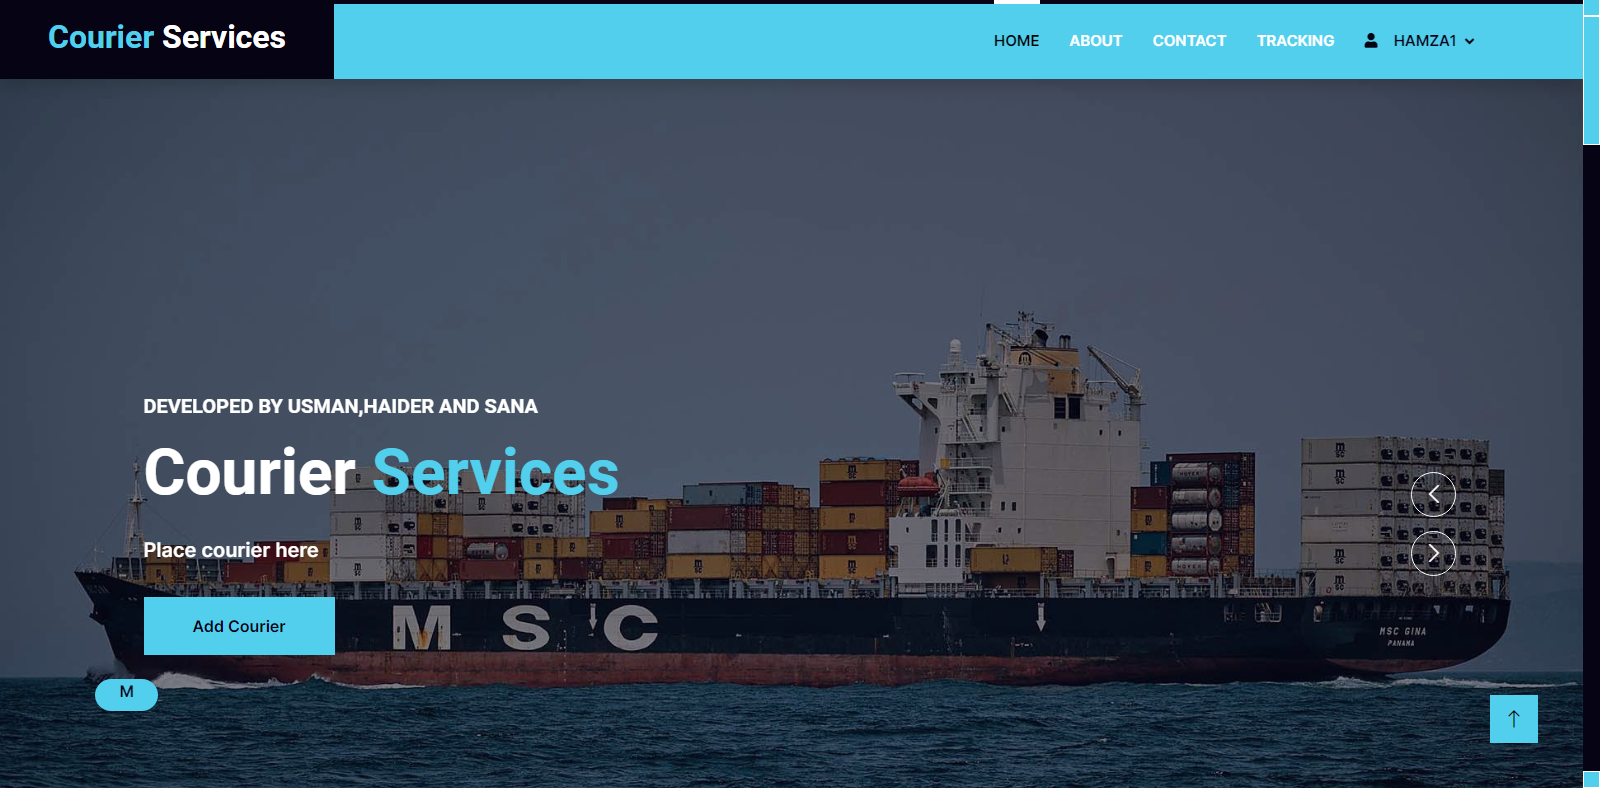 Courier Services
HOME ABOUT CONTACT TRACKING HAMZA1
DEVELOPED BY USMAN,HAIDER AND SANA
Courier Services
Place courier here
Add Courier
M S C
MSC GINA
PANAMA
M